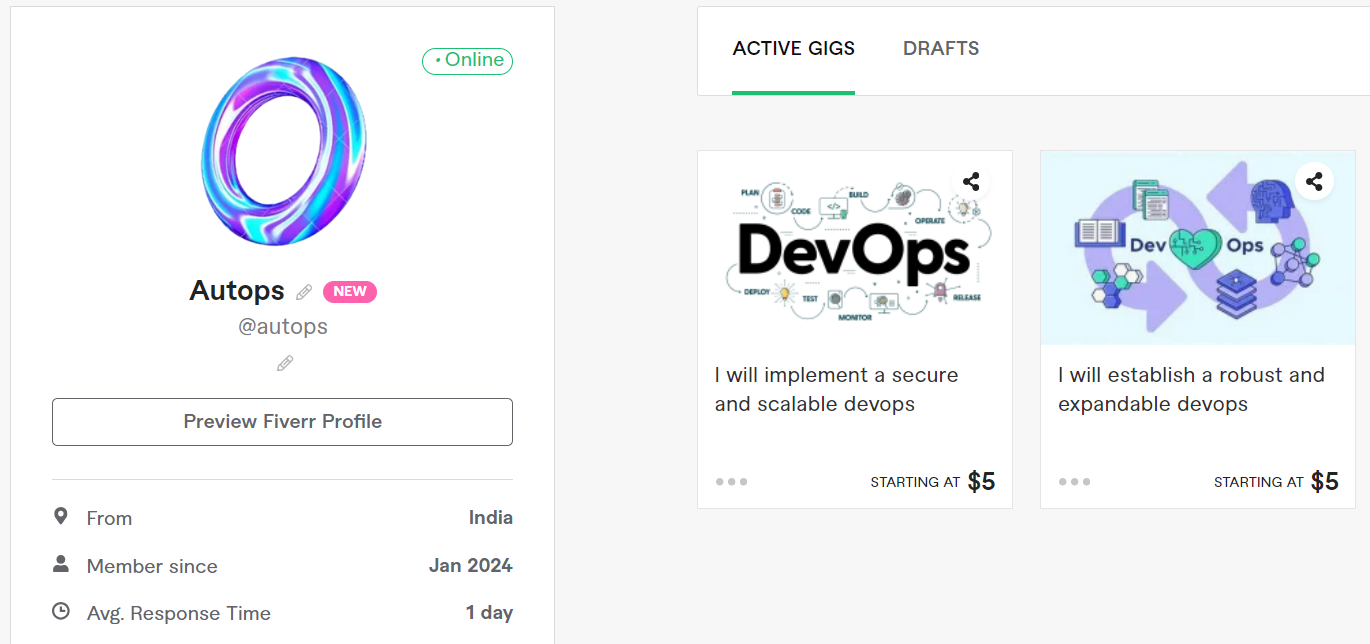 • Online
Autops NEW
@autops
Preview Fiverr Profile
From India
Member since Jan 2024
Avg. Response Time 1 day
ACTIVE GIGS DRAFTS
PLAN
BUILD
CODE
OPERATE
DevOps
DEPLOY
TEST
RELEASE
MONITOR
I will implement a secure
and scalable devops
STARTING AT $5
Dev Ops
I will establish a robust and
expandable devops
STARTING AT $5